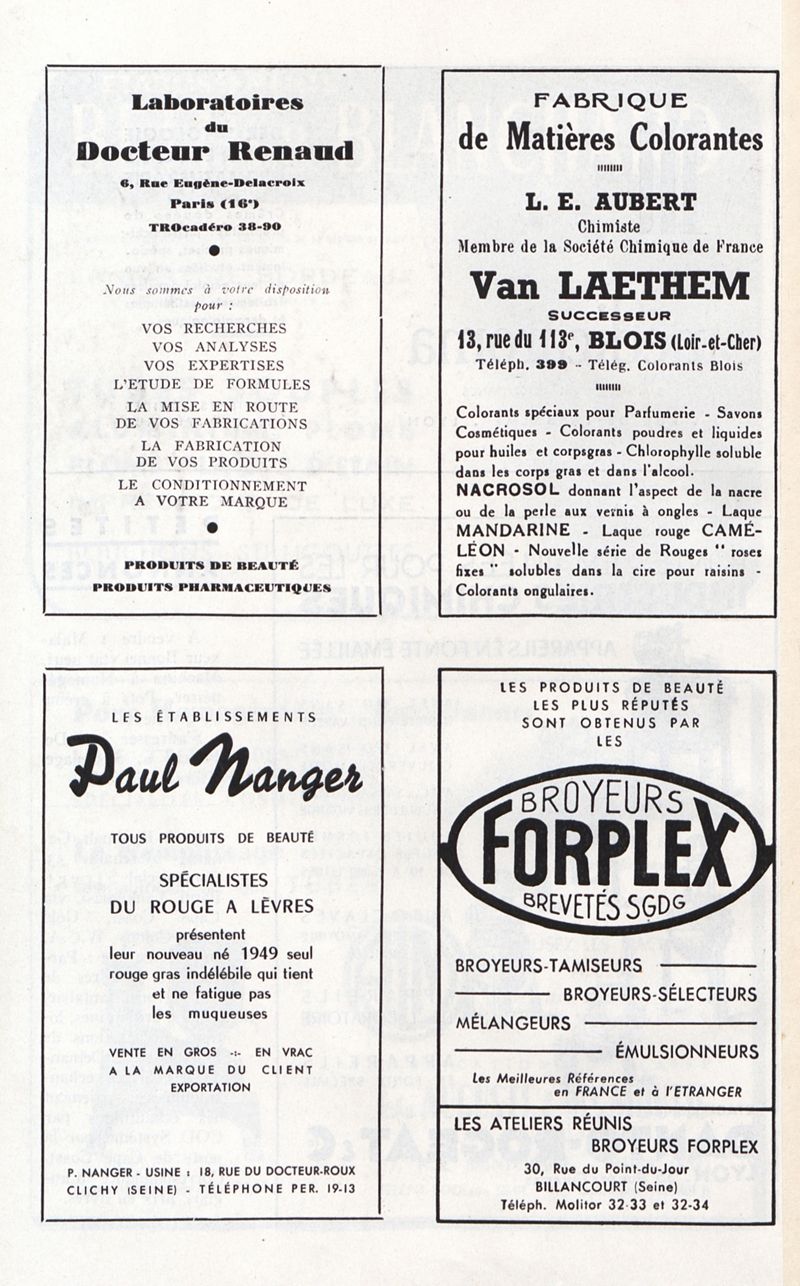 Laboratoires
du
Docteur Renaud
6, Rue Eugène-Delacroix
Paris (16ᵉ)
TROcadéro 38-90
●
Nous sommes à votre disposition
pour :
VOS RECHERCHES
VOS ANALYSES
VOS EXPERTISES
L'ETUDE DE FORMULES
LA MISE EN ROUTE
DE VOS FABRICATIONS
LA FABRICATION
DE VOS PRODUITS
LE CONDITIONNEMENT
A VOTRE MARQUE
●
PRODUITS DE BEAUTÉ
PRODUITS PHARMACEUTIQUES
FABRIQUE
de Matières Colorantes
L. E. AUBERT
Chimiste
Membre de la Société Chimique de France
Van LAETHEM
SUCCESSEUR
13, rue du 113ᵉ, BLOIS (Loir-et-Cher)
Téléph. 399 - Télég. Colorants Blois
Colorants spéciaux pour Parfumerie - Savons
Cosmétiques - Colorants poudres et liquides
pour huiles et corps gras - Chlorophylle soluble
dans les corps gras et dans l'alcool.
NACROSOL donnant l'aspect de la nacre
ou de la perle aux vernis à ongles - Laque
MANDARINE - Laque rouge CAMÉ-
LÉON - Nouvelle série de Rouges " roses
fixes " solubles dans la cire pour raisins -
Colorants ongulaires.
LES ÉTABLISSEMENTS
Paul Nanger
TOUS PRODUITS DE BEAUTÉ
SPÉCIALISTES
DU ROUGE A LÈVRES
présentent
leur nouveau né 1949 seul
rouge gras indélébile qui tient
et ne fatigue pas
les muqueuses
VENTE EN GROS -:- EN VRAC
A LA MARQUE DU CLIENT
EXPORTATION
P. NANGER - USINE : 18, RUE DU DOCTEUR-ROUX
CLICHY (SEINE) - TÉLÉPHONE PER. 19-13
LES PRODUITS DE BEAUTÉ
LES PLUS RÉPUTÉS
SONT OBTENUS PAR
LES
BROYEURS
FORPLEX
BREVETÉS SGDG
BROYEURS-TAMISEURS
BROYEURS-SÉLECTEURS
MÉLANGEURS
ÉMULSIONNEURS
Les Meilleures Références
en FRANCE et à l'ETRANGER
LES ATELIERS RÉUNIS
BROYEURS FORPLEX
30, Rue du Point-du-Jour
BILLANCOURT (Seine)
Téléph. Molitor 32-33 et 32-34